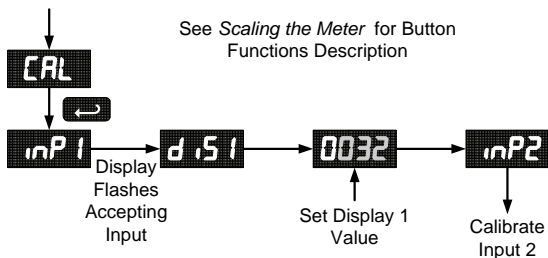 See Scaling the Meter for Button
Functions Description
CAL
inP1
diS1
0032
inP2
Display
Flashes
Accepting
Input
Set Display 1
Value
Calibrate
Input 2